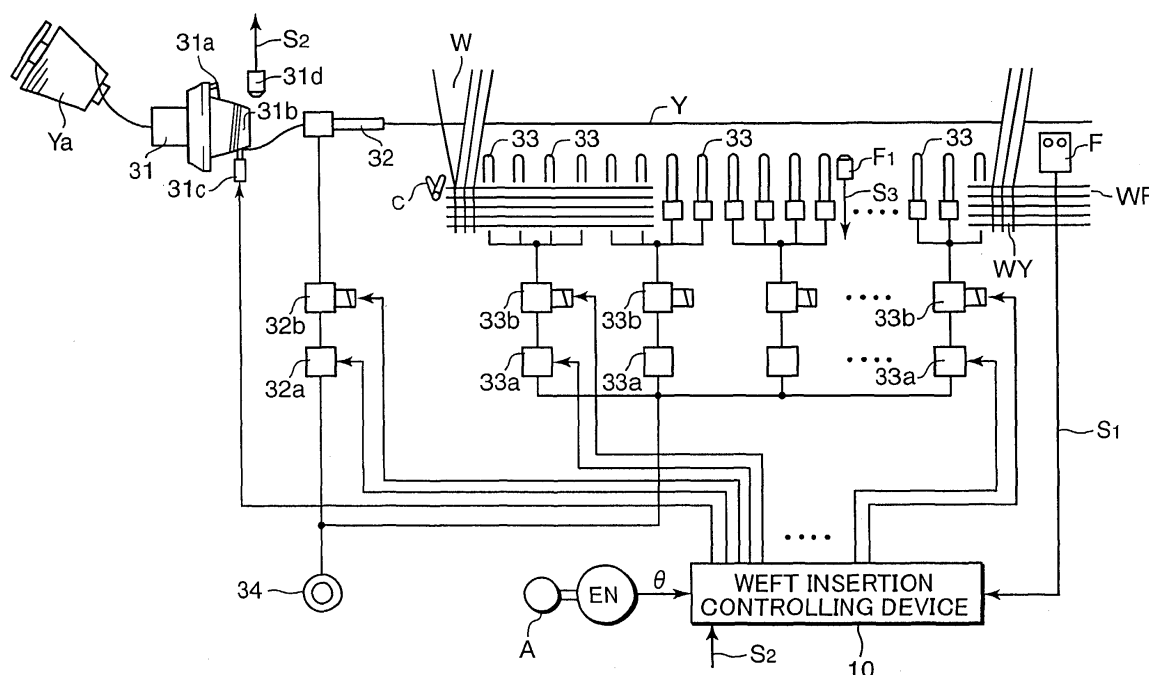 31a
S2
31d
W
31b
Y
Ya
31
32
33
33
33
33
F
F1
31c
C
S3
WF
WY
32b
33b
33b
33b
32a
33a
33a
33a
S1
34
EN
θ
WEFT INSERTION
CONTROLLING DEVICE
A
S2
10